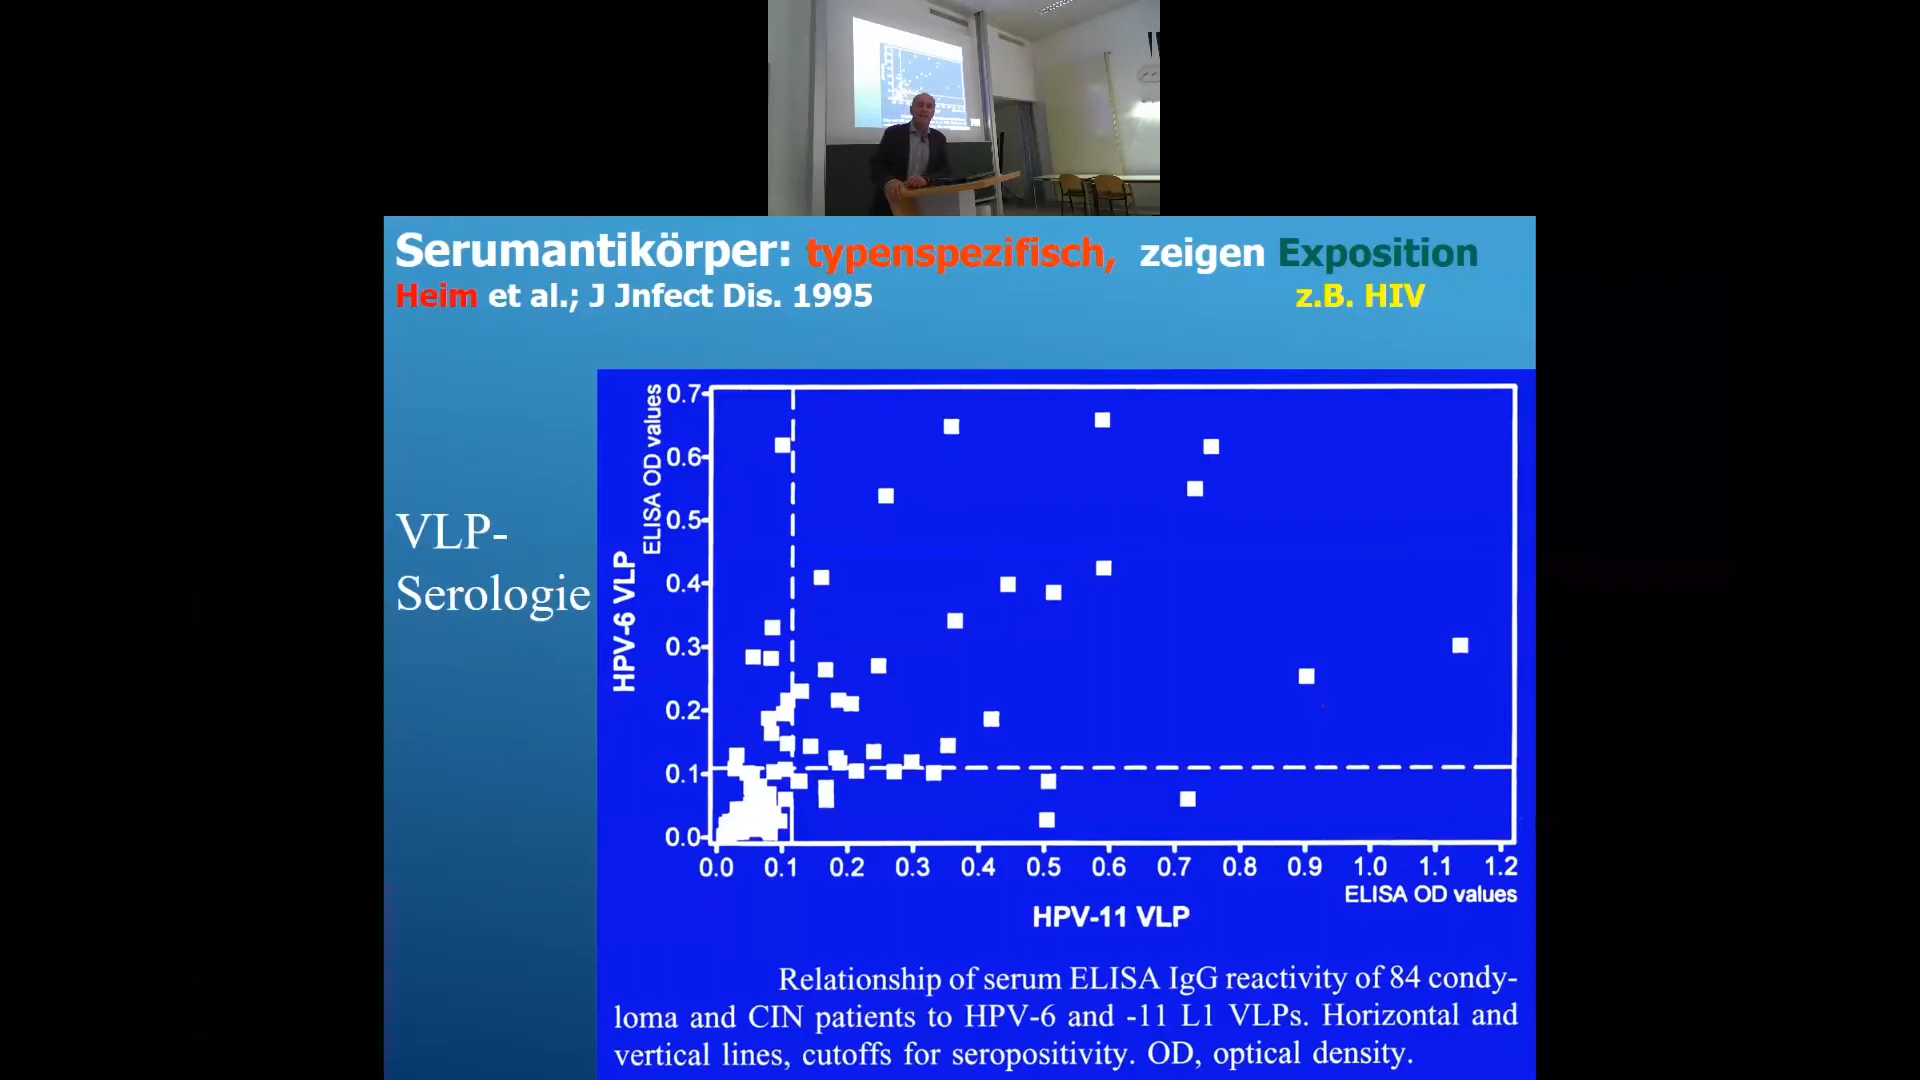 Serumantikörper: typenspezifisch, zeigen Exposition
Heim et al.; J Jnfect Dis. 1995 z.B. HIV
VLP-
Serologie
HPV-6 VLP
ELISA OD values
0.7
0.6
0.5
0.4
0.3
0.2
0.1
0.0
0.0 0.1 0.2 0.3 0.4 0.5 0.6 0.7 0.8 0.9 1.0 1.1 1.2
ELISA OD values
HPV-11 VLP
Relationship of serum ELISA IgG reactivity of 84 condy-
loma and CIN patients to HPV-6 and -11 L1 VLPs. Horizontal and
vertical lines, cutoffs for seropositivity. OD, optical density.